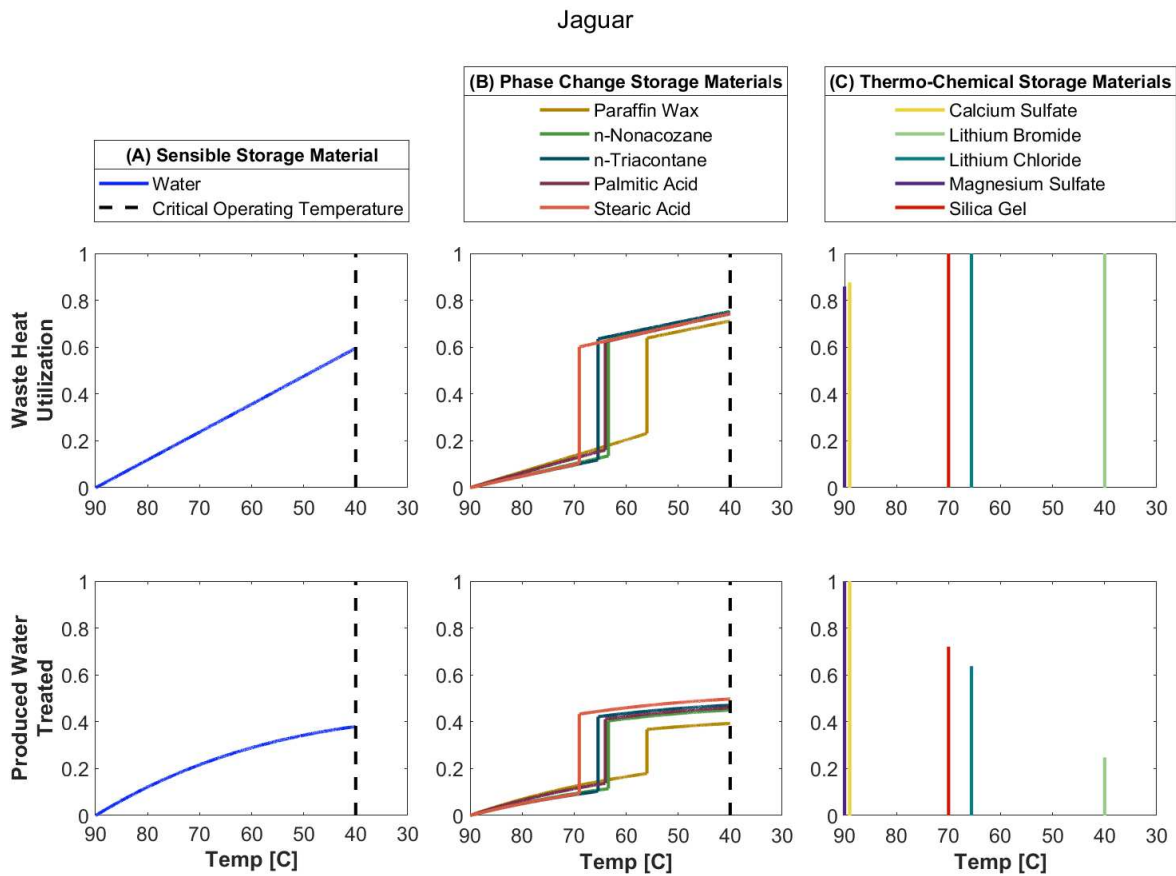 Jaguar
(A) Sensible Storage Material
Water
Critical Operating Temperature
(B) Phase Change Storage Materials
Paraffin Wax
n-Nonacozane
n-Triacontane
Palmitic Acid
Stearic Acid
(C) Thermo-Chemical Storage Materials
Calcium Sulfate
Lithium Bromide
Lithium Chloride
Magnesium Sulfate
Silica Gel
Waste Heat
Utilization
1
0.8
0.6
0.4
0.2
0
90 80 70 60 50 40 30
1
0.8
0.6
0.4
0.2
0
90 80 70 60 50 40 30
1
0.8
0.6
0.4
0.2
0
90 80 70 60 50 40 30
Produced Water
Treated
1
0.8
0.6
0.4
0.2
0
90 80 70 60 50 40 30
Temp [C]
1
0.8
0.6
0.4
0.2
0
90 80 70 60 50 40 30
Temp [C]
1
0.8
0.6
0.4
0.2
0
90 80 70 60 50 40 30
Temp [C]